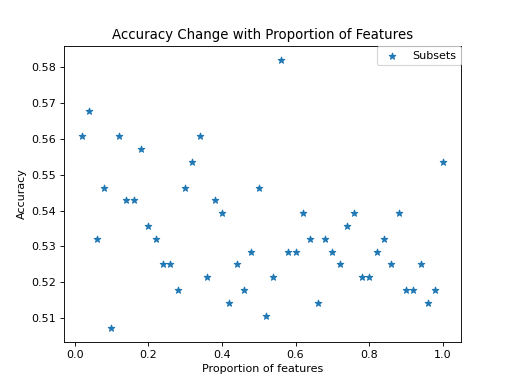 Accuracy Change with Proportion of Features
Subsets
Accuracy
0.58
0.57
0.56
0.55
0.54
0.53
0.52
0.51
0.0 0.2 0.4 0.6 0.8 1.0
Proportion of features